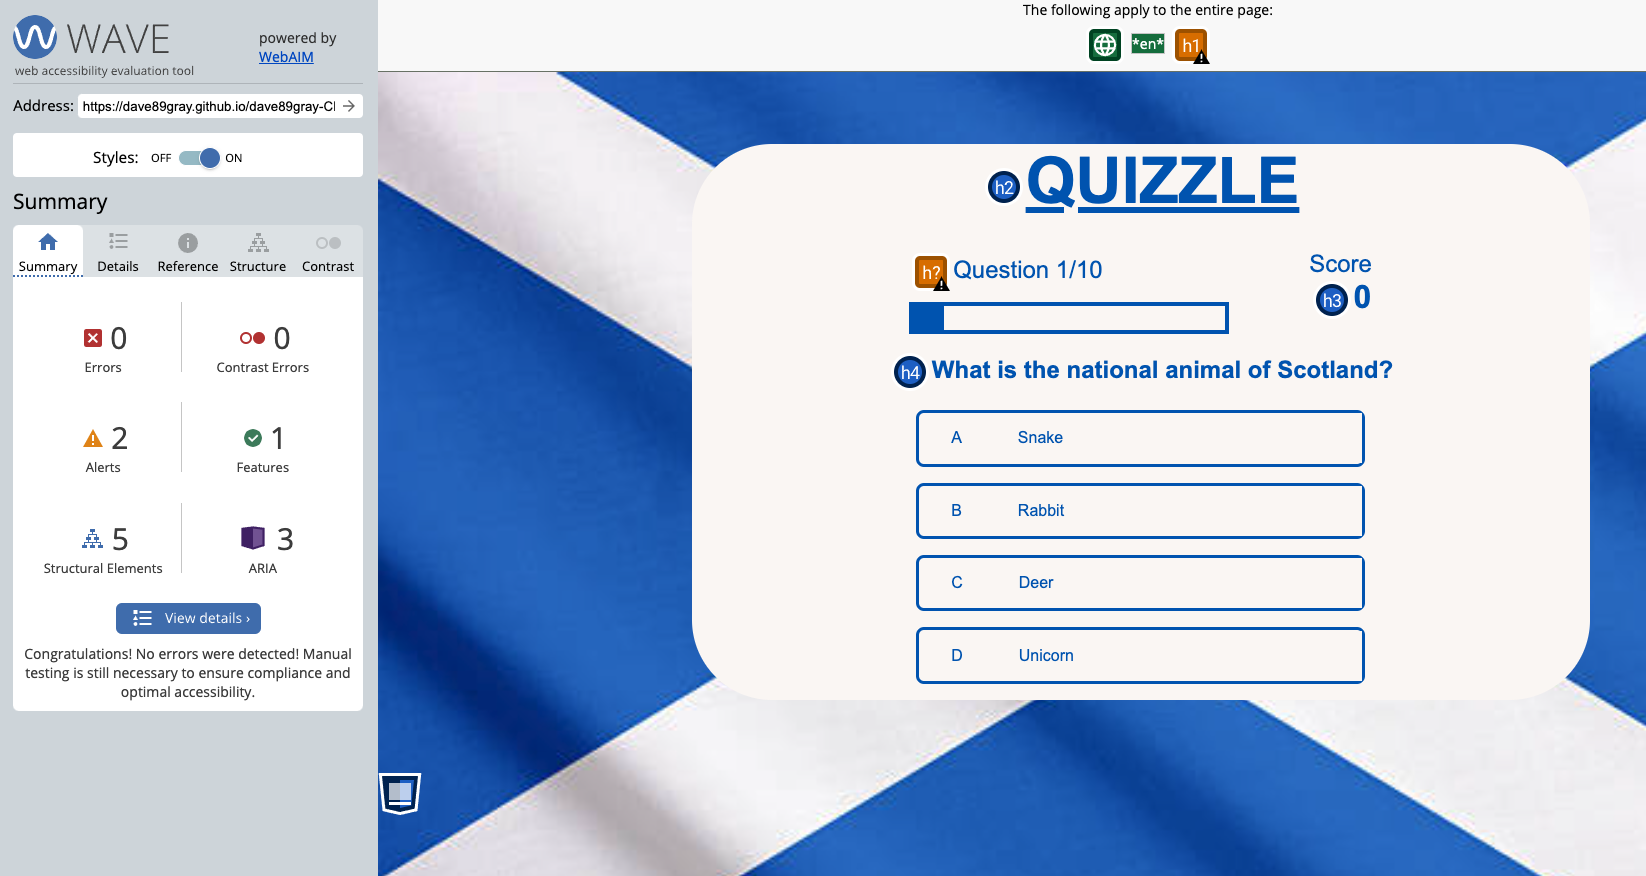 WAVE
powered by
WebAIM
web accessibility evaluation tool
Address: https://dave89gray.github.io/dave89gray-CI
Styles: OFF ON
Summary
Summary Details Reference Structure Contrast
0 0
Errors Contrast Errors
2 1
Alerts Features
5 3
Structural Elements ARIA
View details ›
Congratulations! No errors were detected! Manual
testing is still necessary to ensure compliance and
optimal accessibility.
The following apply to the entire page:
*en* h1
h2 QUIZZLE
h? Question 1/10
Score
h3 0
h4 What is the national animal of Scotland?
A Snake
B Rabbit
C Deer
D Unicorn